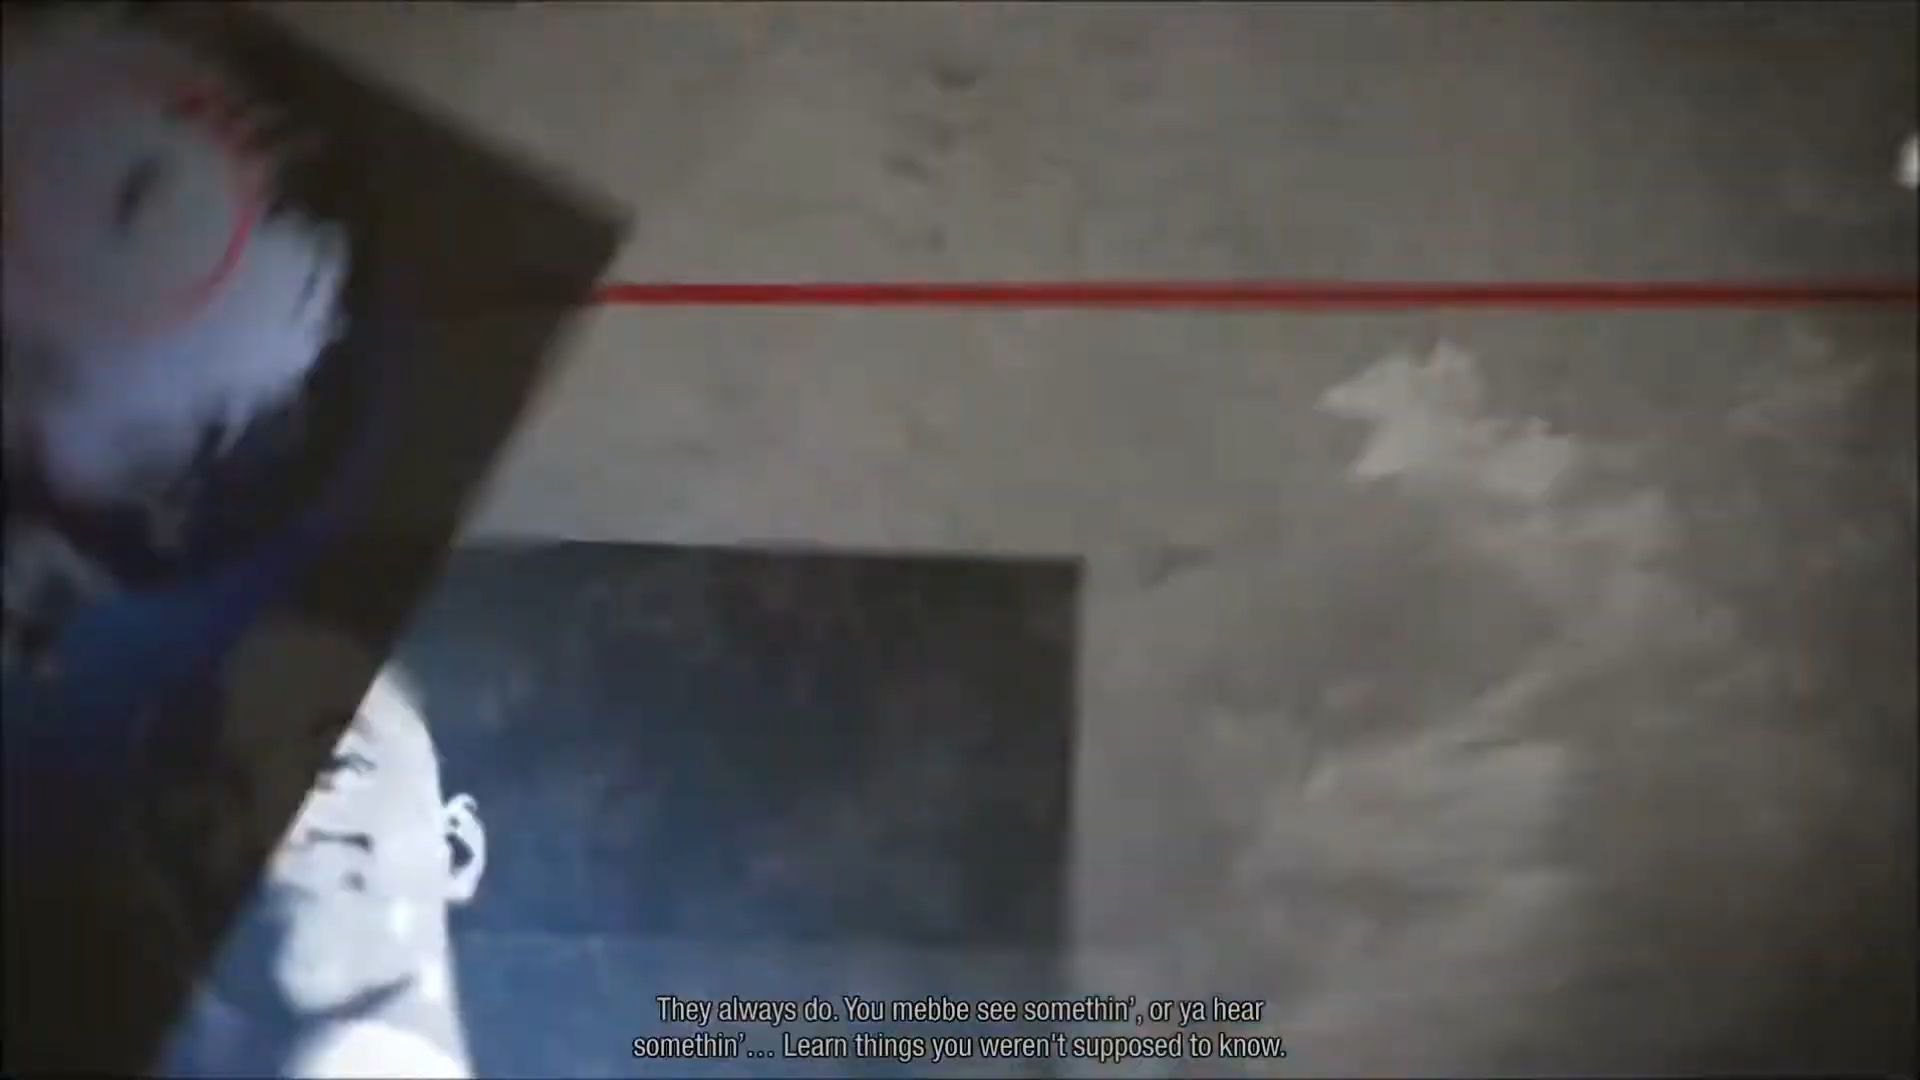 They always do. You mebbe see somethin’, or ya hear
somethin’... Learn things you weren't supposed to know.